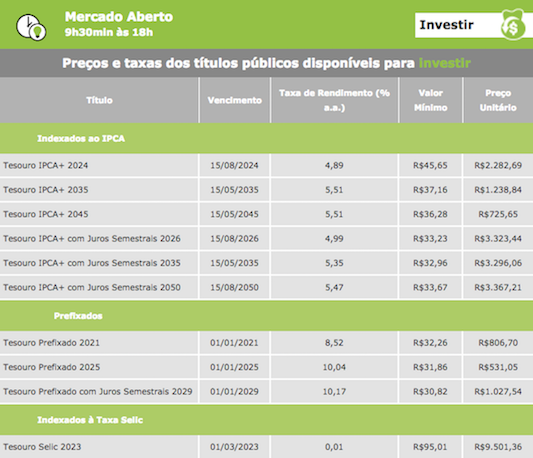 Mercado Aberto
9h30min às 18h
Investir
Preços e taxas dos títulos públicos disponíveis para Investir
Título Vencimento Taxa de Rendimento (% a.a.) Valor Mínimo Preço Unitário
Indexados ao IPCA
Tesouro IPCA+ 2024 15/08/2024 4,89 R$45,65 R$2.282,69
Tesouro IPCA+ 2035 15/05/2035 5,51 R$37,16 R$1.238,84
Tesouro IPCA+ 2045 15/05/2045 5,51 R$36,28 R$725,65
Tesouro IPCA+ com Juros Semestrais 2026 15/08/2026 4,99 R$33,23 R$3.323,44
Tesouro IPCA+ com Juros Semestrais 2035 15/05/2035 5,35 R$32,96 R$3.296,06
Tesouro IPCA+ com Juros Semestrais 2050 15/08/2050 5,47 R$33,67 R$3.367,21
Prefixados
Tesouro Prefixado 2021 01/01/2021 8,52 R$32,26 R$806,70
Tesouro Prefixado 2025 01/01/2025 10,04 R$31,86 R$531,05
Tesouro Prefixado com Juros Semestrais 2029 01/01/2029 10,17 R$30,82 R$1.027,54
Indexados à Taxa Selic
Tesouro Selic 2023 01/03/2023 0,01 R$95,01 R$9.501,36